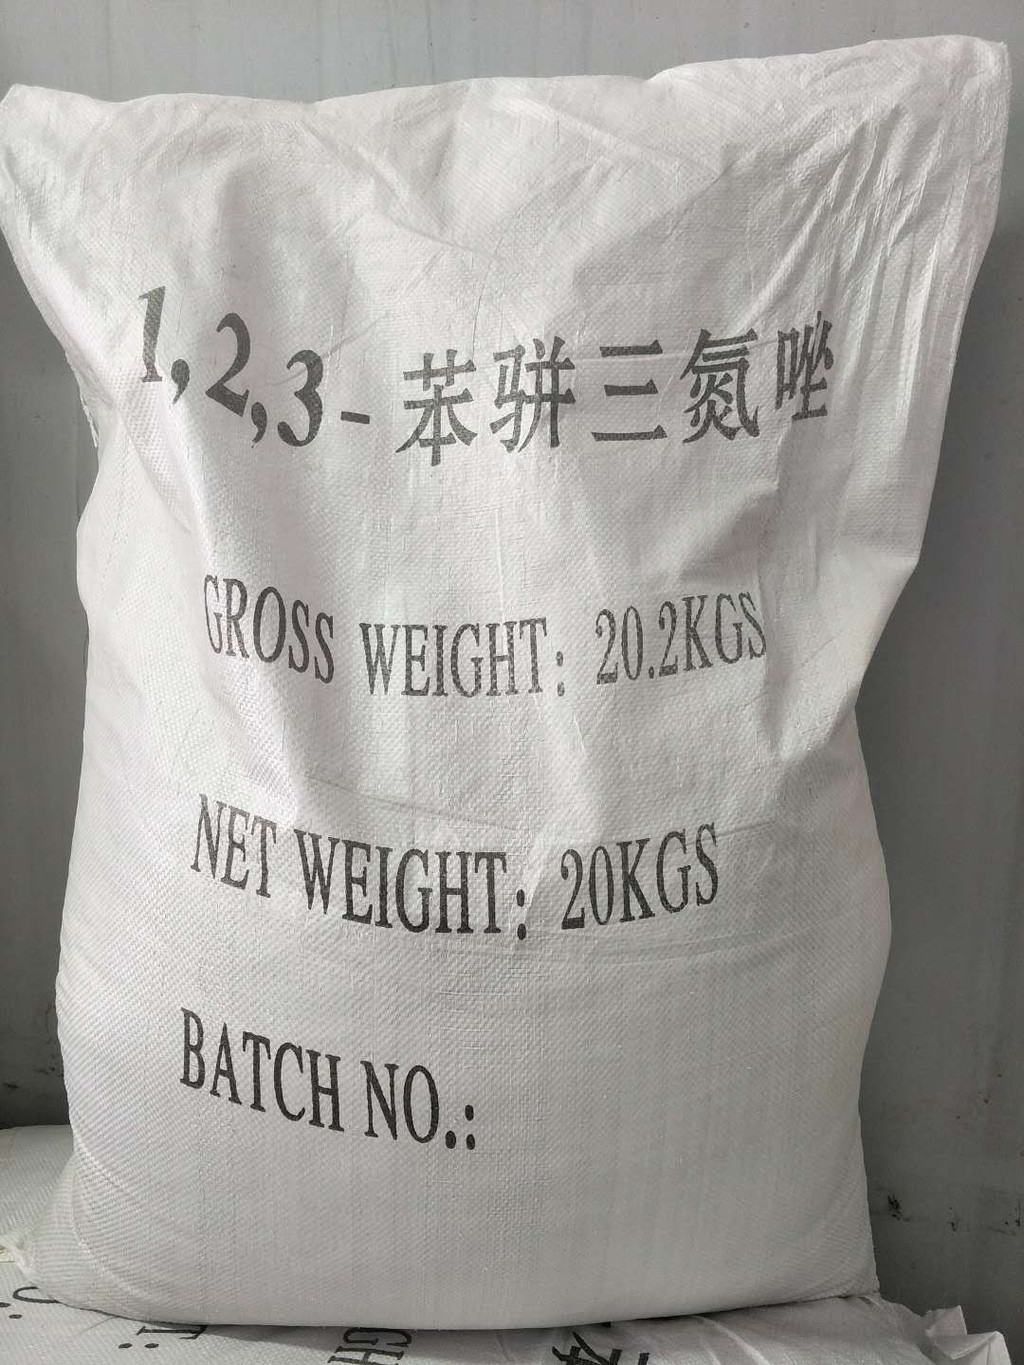 1,2,3-苯骈三氮唑
GROSS WEIGHT: 20.2KGS
NET WEIGHT: 20KGS
BATCH NO.: